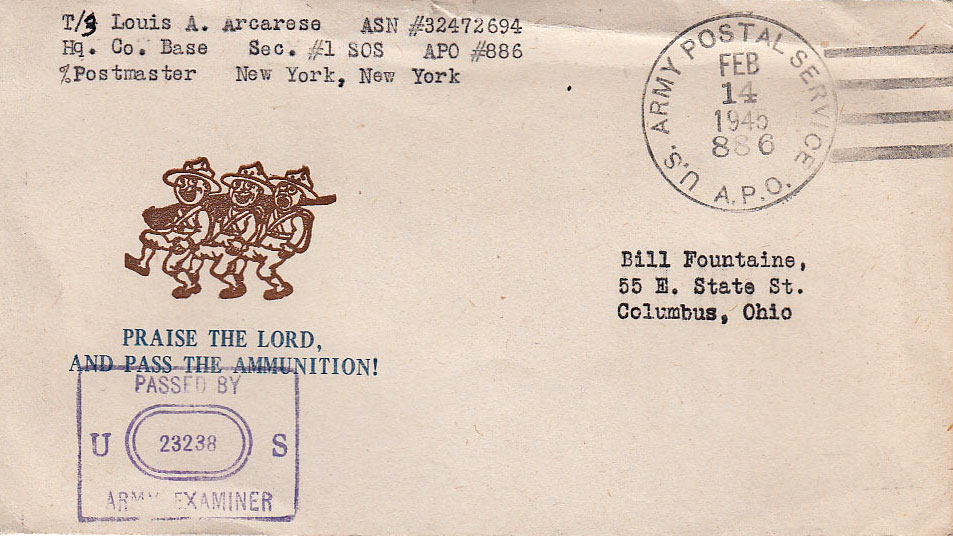 T/3 Louis A. Arcarese ASN #32472694
Hq. Co. Base Sec. #1 SOS APO #886
%Postmaster New York, New York
U.S. ARMY POSTAL SERVICE
FEB
14
1945
886
A.P.O.
Bill Fountaine,
55 E. State St.
Columbus, Ohio
PRAISE THE LORD,
AND PASS THE AMMUNITION!
PASSED BY
U 23238 S
ARMY EXAMINER